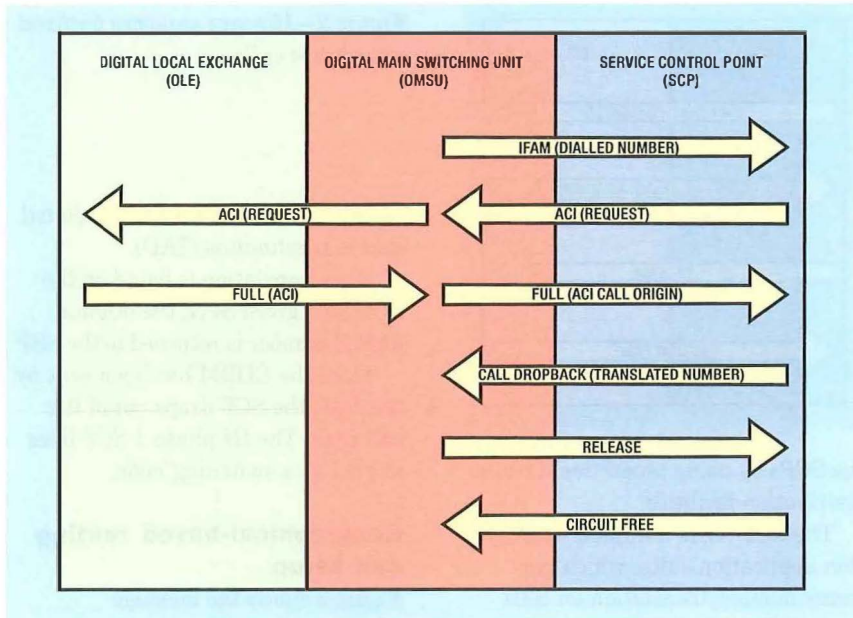 DIGITAL LOCAL EXCHANGE
(OLE)
OIGITAL MAIN SWITCHING UNIT
(OMSU)
SERVICE CONTROL POINT
(SCP)
IFAM (DIALLED NUMBER)
ACI (REQUEST)
ACI (REQUEST)
FULL (ACI)
FULL (ACI CALL ORIGIN)
CALL DROPBACK (TRANSLATED NUMBER)
RELEASE
CIRCUIT FREE